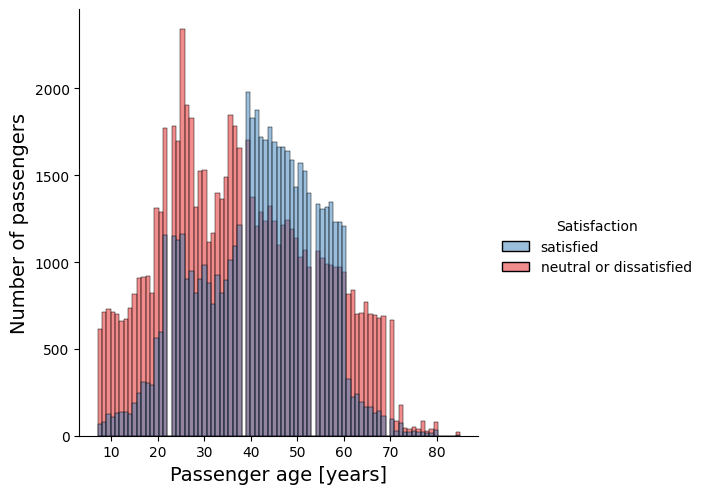 2000
1500
1000
500
0
Number of passengers
10 20 30 40 50 60 70 80
Passenger age [years]
Satisfaction
satisfied
neutral or dissatisfied